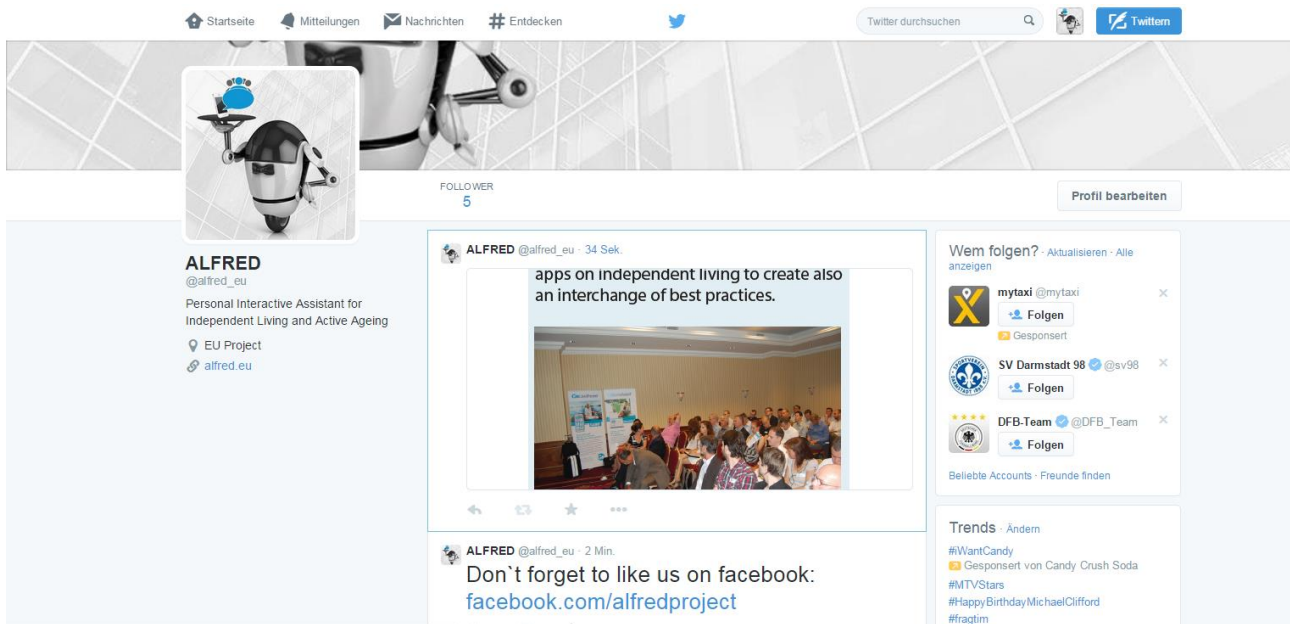 Startseite Mitteilungen Nachrichten Entdecken Twitter durchsuchen Twittern
FOLLOWER
5
Profil bearbeiten
ALFRED
@alfred_eu
Personal Interactive Assistant for
Independent Living and Active Ageing
EU Project
alfred.eu
ALFRED @alfred_eu · 34 Sek.
apps on independent living to create also
an interchange of best practices.
ALFRED @alfred_eu · 2 Min.
Don`t forget to like us on facebook:
facebook.com/alfredproject
Wem folgen? · Aktualisieren · Alle
anzeigen
mytaxi @mytaxi
Folgen
Gesponsert
SV Darmstadt 98 @sv98
Folgen
DFB-Team @DFB_Team
Folgen
Beliebte Accounts · Freunde finden
Trends · Ändern
#iWantCandy
Gesponsert von Candy Crush Soda
#MTVStars
#HappyBirthdayMichaelClifford
#fragtim